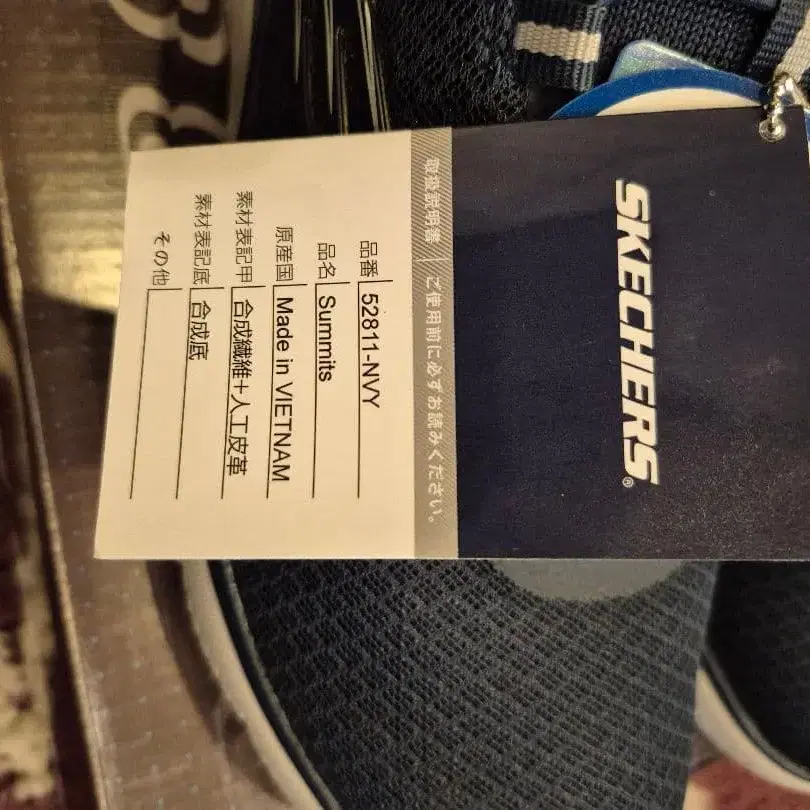 SKECHERS®
取扱説明書 ご使用前に必ずお読みください。
品番 52811-NVY
品名 Summits
原産国 Made in VIETNAM
素材表記甲 合成繊維+人工皮革
素材表記底 合成底
その他